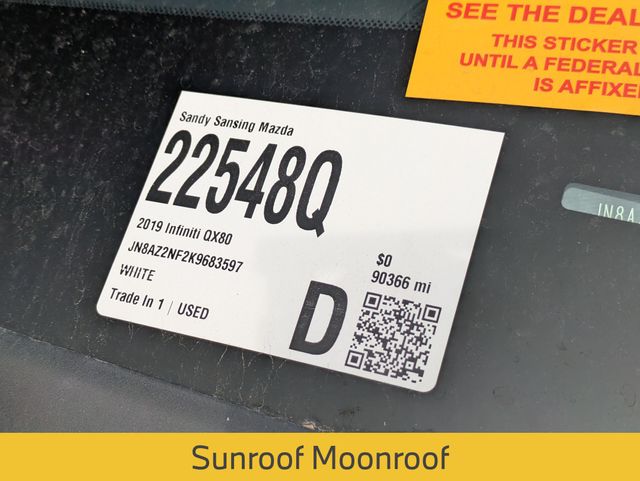 SEE THE DEAL
THIS STICKER
UNTIL A FEDERAL
IS AFFIXE
Sandy Sansing Mazda
22548Q
2019 Infiniti QX80
JN8AZ2NF2K9683597
WHITE
Trade In 1 | USED
$0
90366 mi
D
JN8A
Sunroof Moonroof